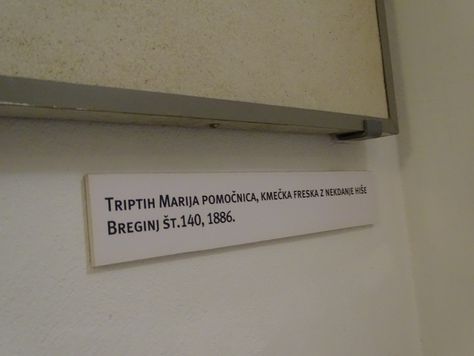 Triptih Marija pomočnica, kmečka freska z nekdanje hiše
Breginj št.140, 1886.